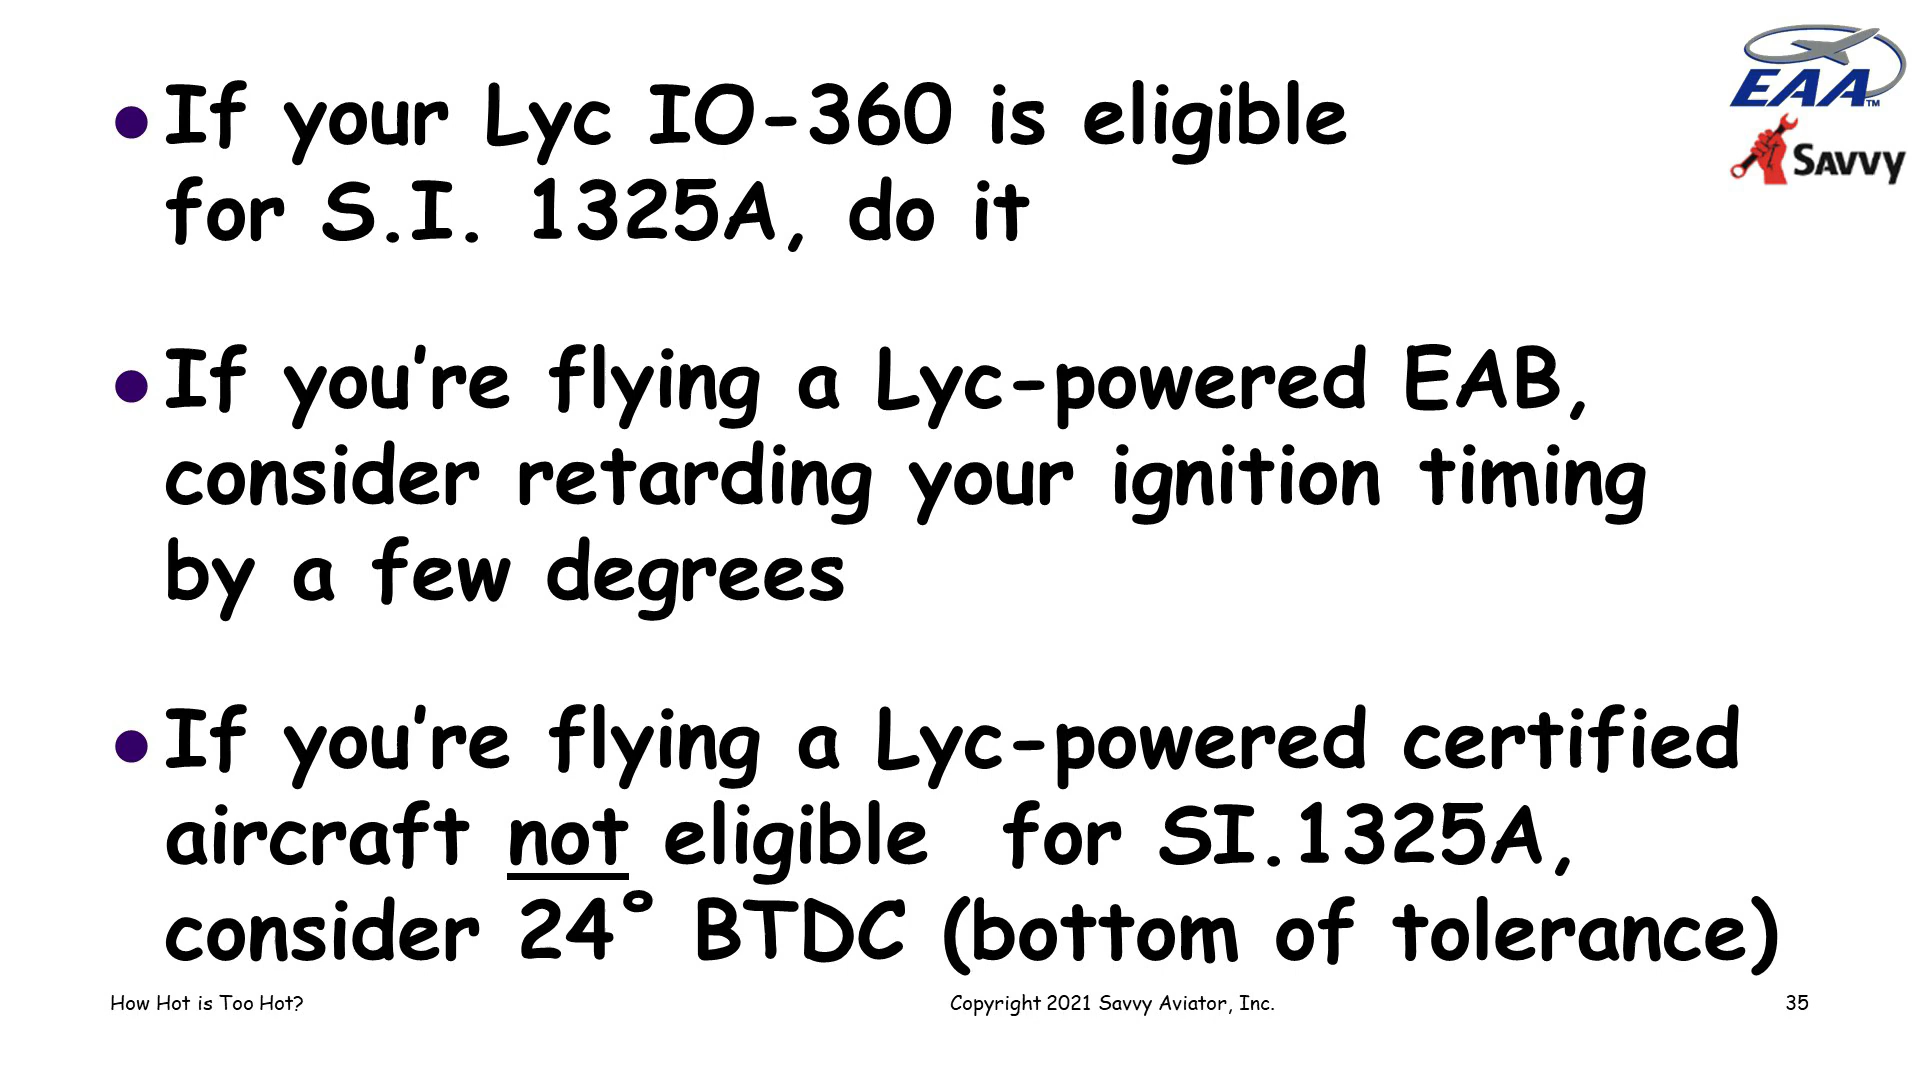 • If your Lyc IO-360 is eligible
for S.I. 1325A, do it
• If you’re flying a Lyc-powered EAB,
consider retarding your ignition timing
by a few degrees
• If you’re flying a Lyc-powered certified
aircraft not eligible  for SI.1325A,
consider 24˚ BTDC (bottom of tolerance)
EAA™
SAVVY
How Hot is Too Hot?
Copyright 2021 Savvy Aviator, Inc.
35